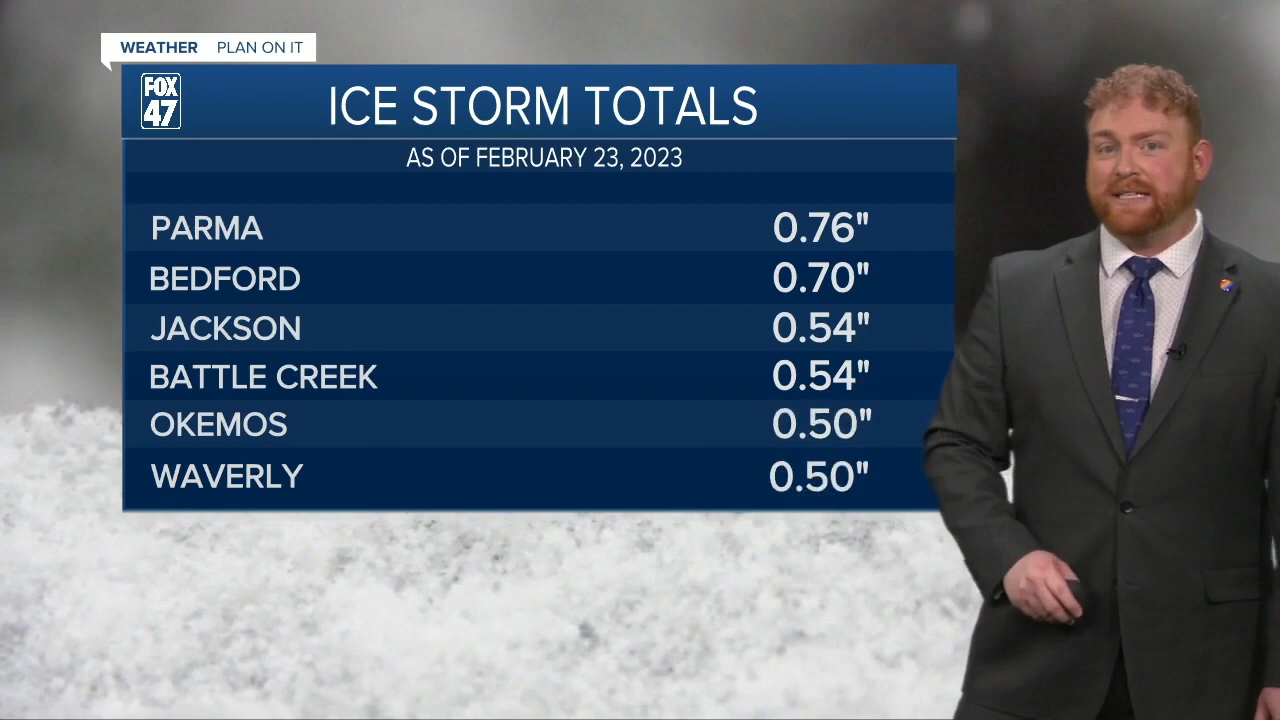 WEATHER PLAN ON IT
FOX
47
ICE STORM TOTALS
AS OF FEBRUARY 23, 2023
PARMA 0.76"
BEDFORD 0.70"
JACKSON 0.54"
BATTLE CREEK 0.54"
OKEMOS 0.50"
WAVERLY 0.50"